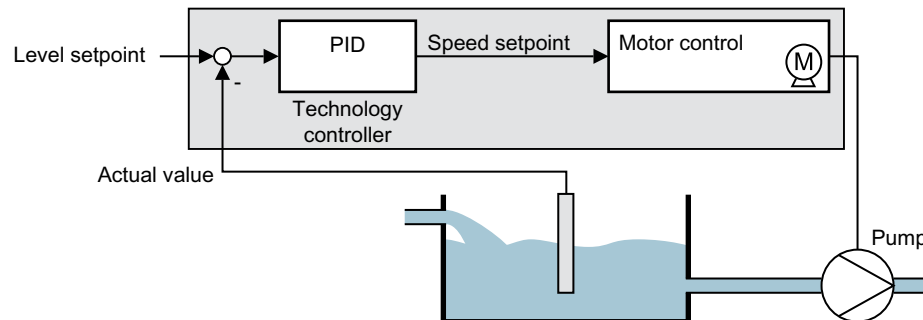 Level setpoint
PID
Speed setpoint
Motor control
M
-
Technology
controller
Actual value
Pump